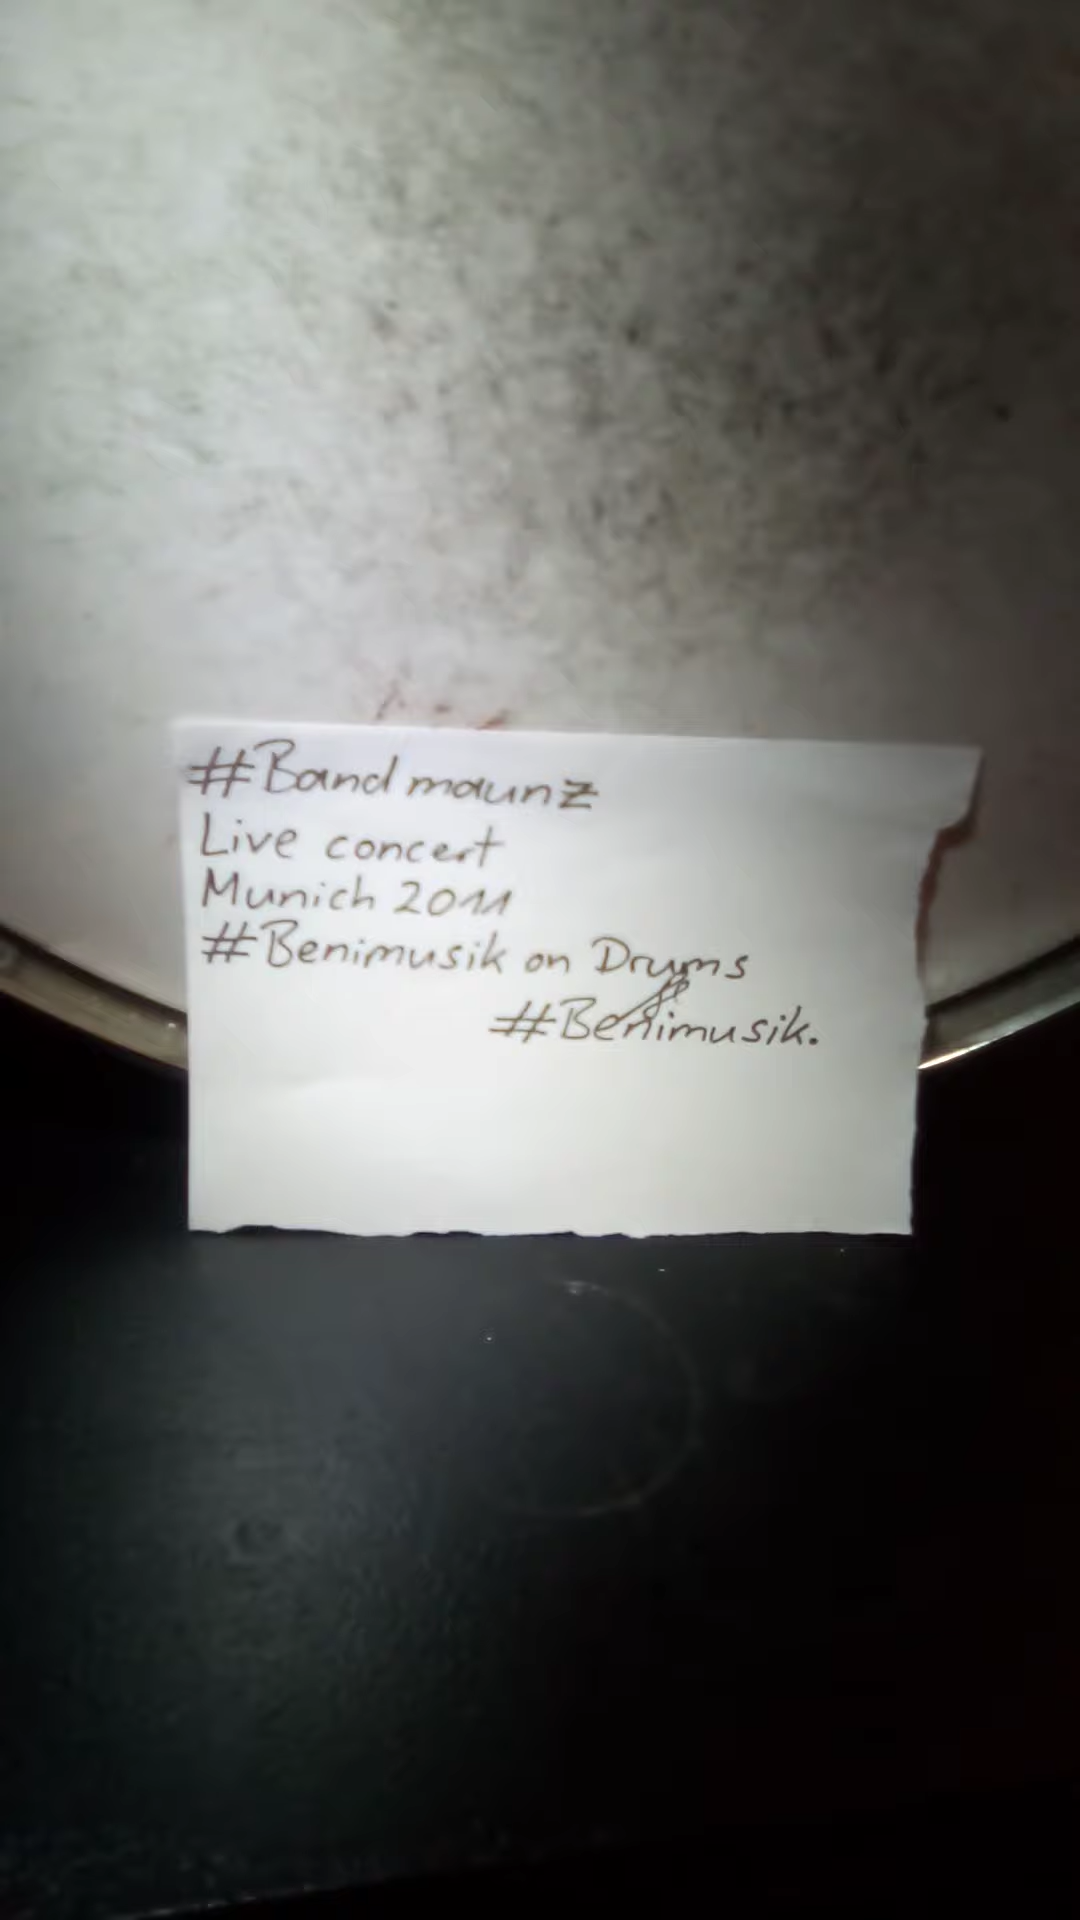 #Bandmaunz
Live concert
Munich 2011
#Benimusik on Drums
#Benimusik.